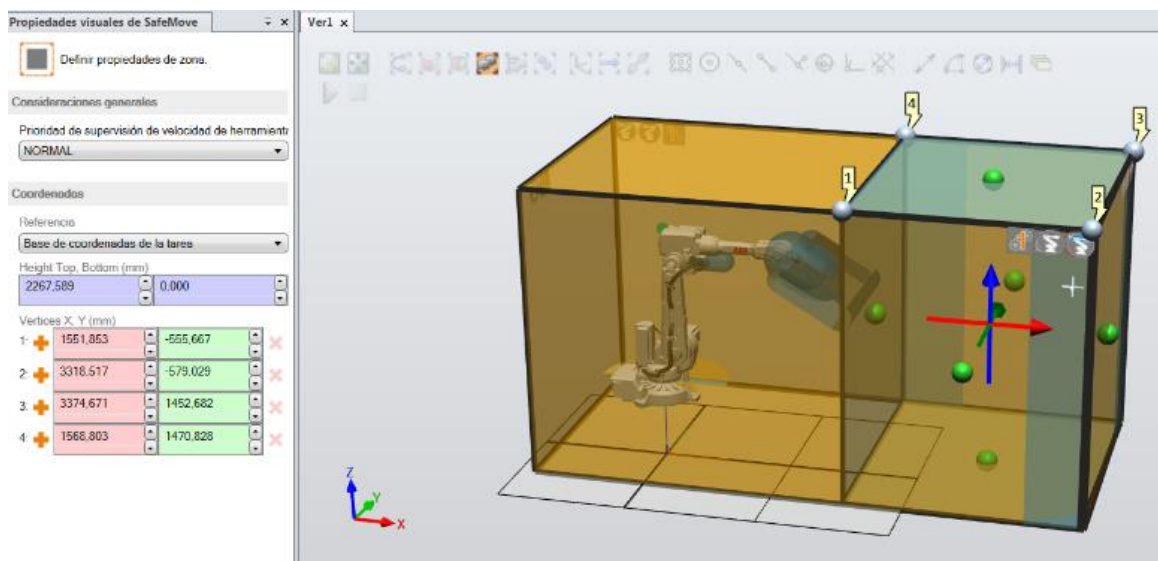 Propiedades visuales de SafeMove
Ver1
Definir propiedades de zona.
Consideraciones generales
Prioridad de supervisión de velocidad de herramienta
NORMAL
Coordenadas
Referencia
Base de coordenadas de la tarea
Height Top, Bottom (mm)
2267,589 0,000
Vertices X, Y (mm)
1: 1551,853 -555,667
2: 3318,517 -579,029
3: 3374,671 1452,682
4: 1568,803 1470,828
4
3
1
2
Z
Y
X